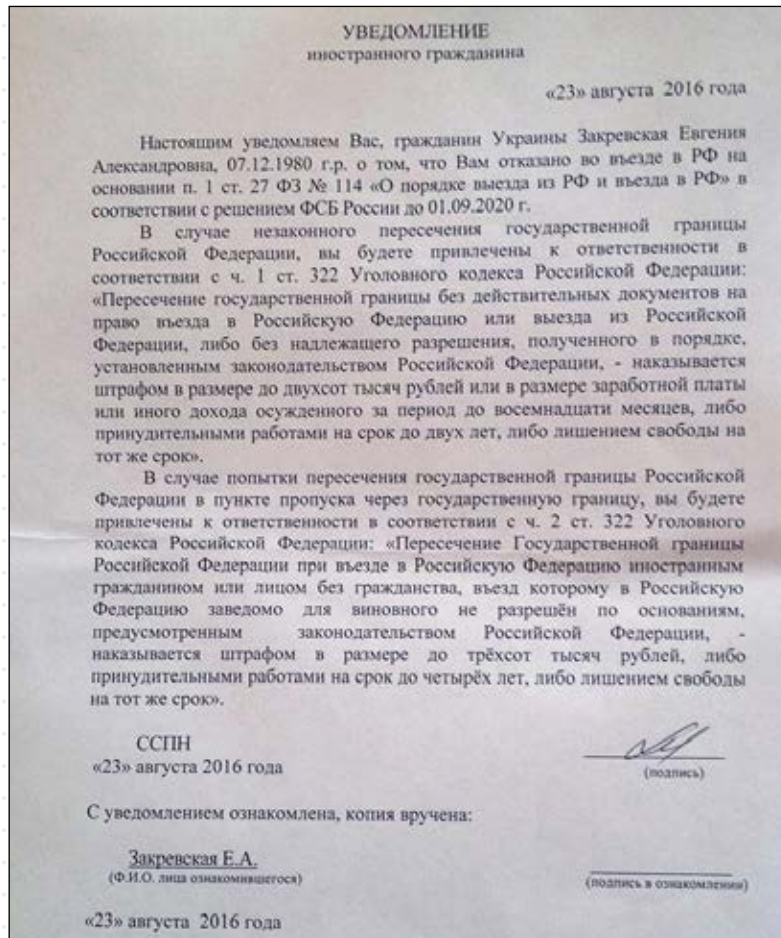 УВЕДОМЛЕНИЕ
иностранного гражданина
«23» августа 2016 года
Настоящим уведомляем Вас, гражданин Украины Закревская Евгения
Александровна, 07.12.1980 г.р. о том, что Вам отказано во въезде в РФ на
основании п. 1 ст. 27 ФЗ № 114 «О порядке выезда из РФ и въезда в РФ» в
соответствии с решением ФСБ России до 01.09.2020 г.
В случае незаконного пересечения государственной границы
Российской Федерации, вы будете привлечены к ответственности в
соответствии с ч. 1 ст. 322 Уголовного кодекса Российской Федерации:
«Пересечение государственной границы без действительных документов на
право въезда в Российскую Федерацию или выезда из Российской
Федерации, либо без надлежащего разрешения, полученного в порядке,
установленным законодательством Российской Федерации, - наказывается
штрафом в размере до двухсот тысяч рублей или в размере заработной платы
или иного дохода осужденного за период до восемнадцати месяцев, либо
принудительными работами на срок до двух лет, либо лишением свободы на
тот же срок».
В случае попытки пересечения государственной границы Российской
Федерации в пункте пропуска через государственную границу, вы будете
привлечены к ответственности в соответствии с ч. 2 ст. 322 Уголовного
кодекса Российской Федерации: «Пересечение Государственной границы
Российской Федерации при въезде в Российскую Федерацию иностранным
гражданином или лицом без гражданства, въезд которому в Российскую
Федерацию заведомо для виновного не разрешён по основаниям,
предусмотренным законодательством Российской Федерации, -
наказывается штрафом в размере до трёхсот тысяч рублей, либо
принудительными работами на срок до четырёх лет, либо лишением свободы
на тот же срок».
ССПН
«23» августа 2016 года
(подпись)
С уведомлением ознакомлена, копия вручена:
Закревская Е.А.
(Ф.И.О. лица ознакомившегося)
(подпись в ознакомлении)
«23» августа 2016 года